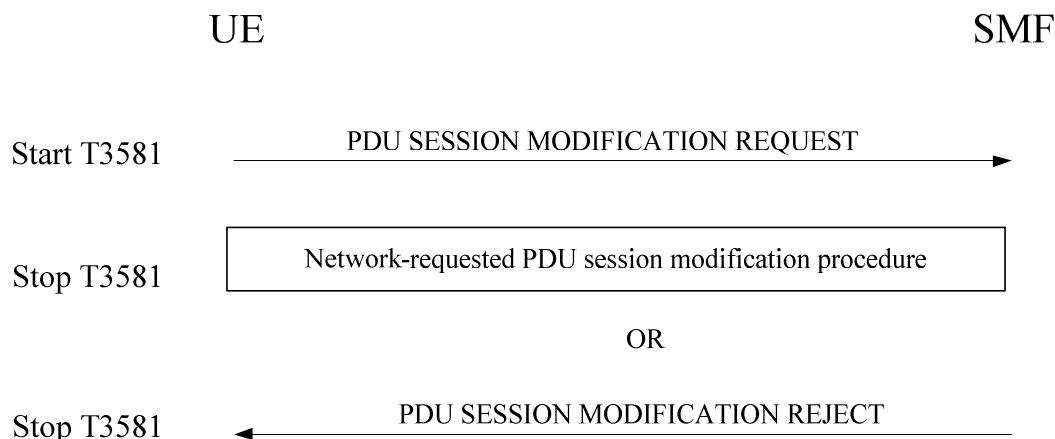 UE SMF
Start T3581 PDU SESSION MODIFICATION REQUEST
Stop T3581 Network-requested PDU session modification procedure
OR
Stop T3581 PDU SESSION MODIFICATION REJECT